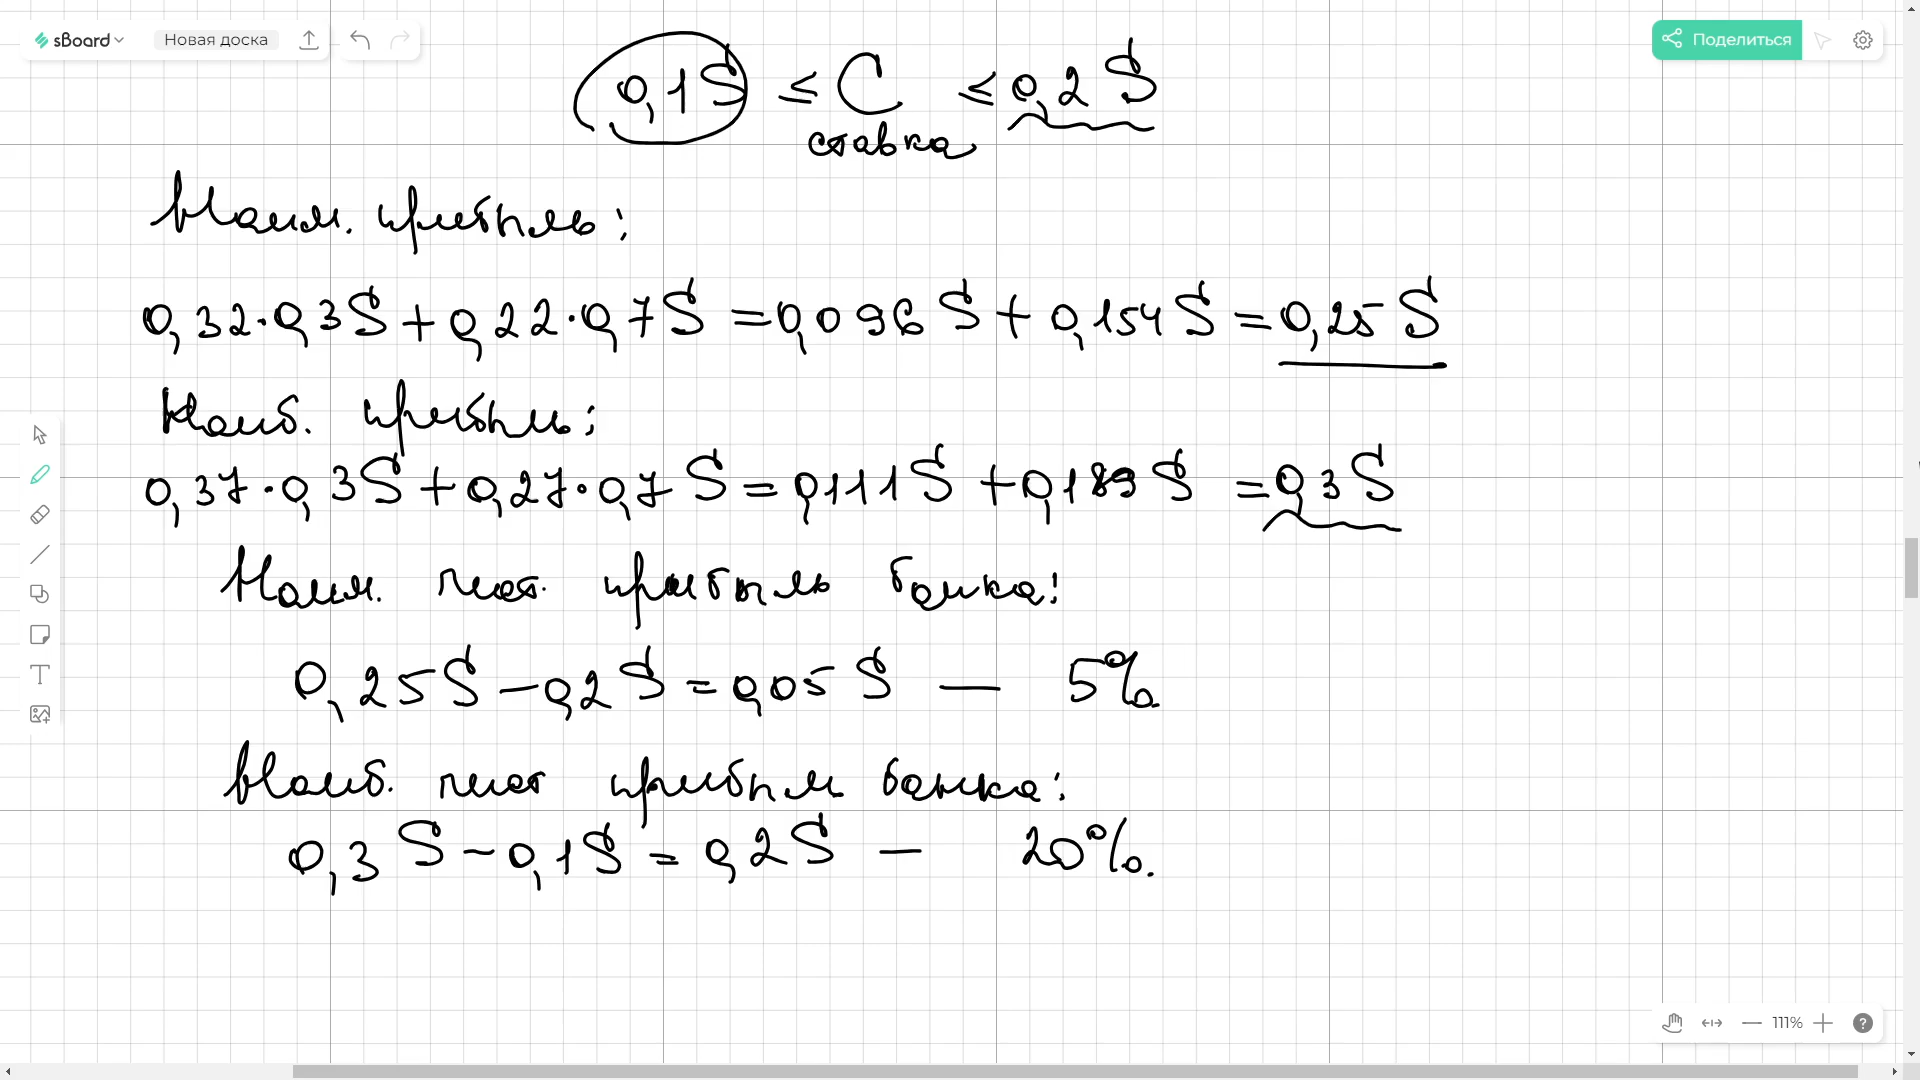 sBoard
Новая доска
Поделиться
0,1S ≤ C ≤ 0,2S
ставка
Наим. прибыль:
0,32·0,3S + 0,22·0,7S = 0,096S + 0,154S = 0,25S
Наиб. прибыль:
0,37·0,3S + 0,27·0,7S = 0,111S + 0,189S = 0,3S
Наим. чист. прибыль банка:
0,25S - 0,2S = 0,05S — 5%.
Наиб. чист прибыль банка:
0,3S - 0,1S = 0,2S — 20%.
111%